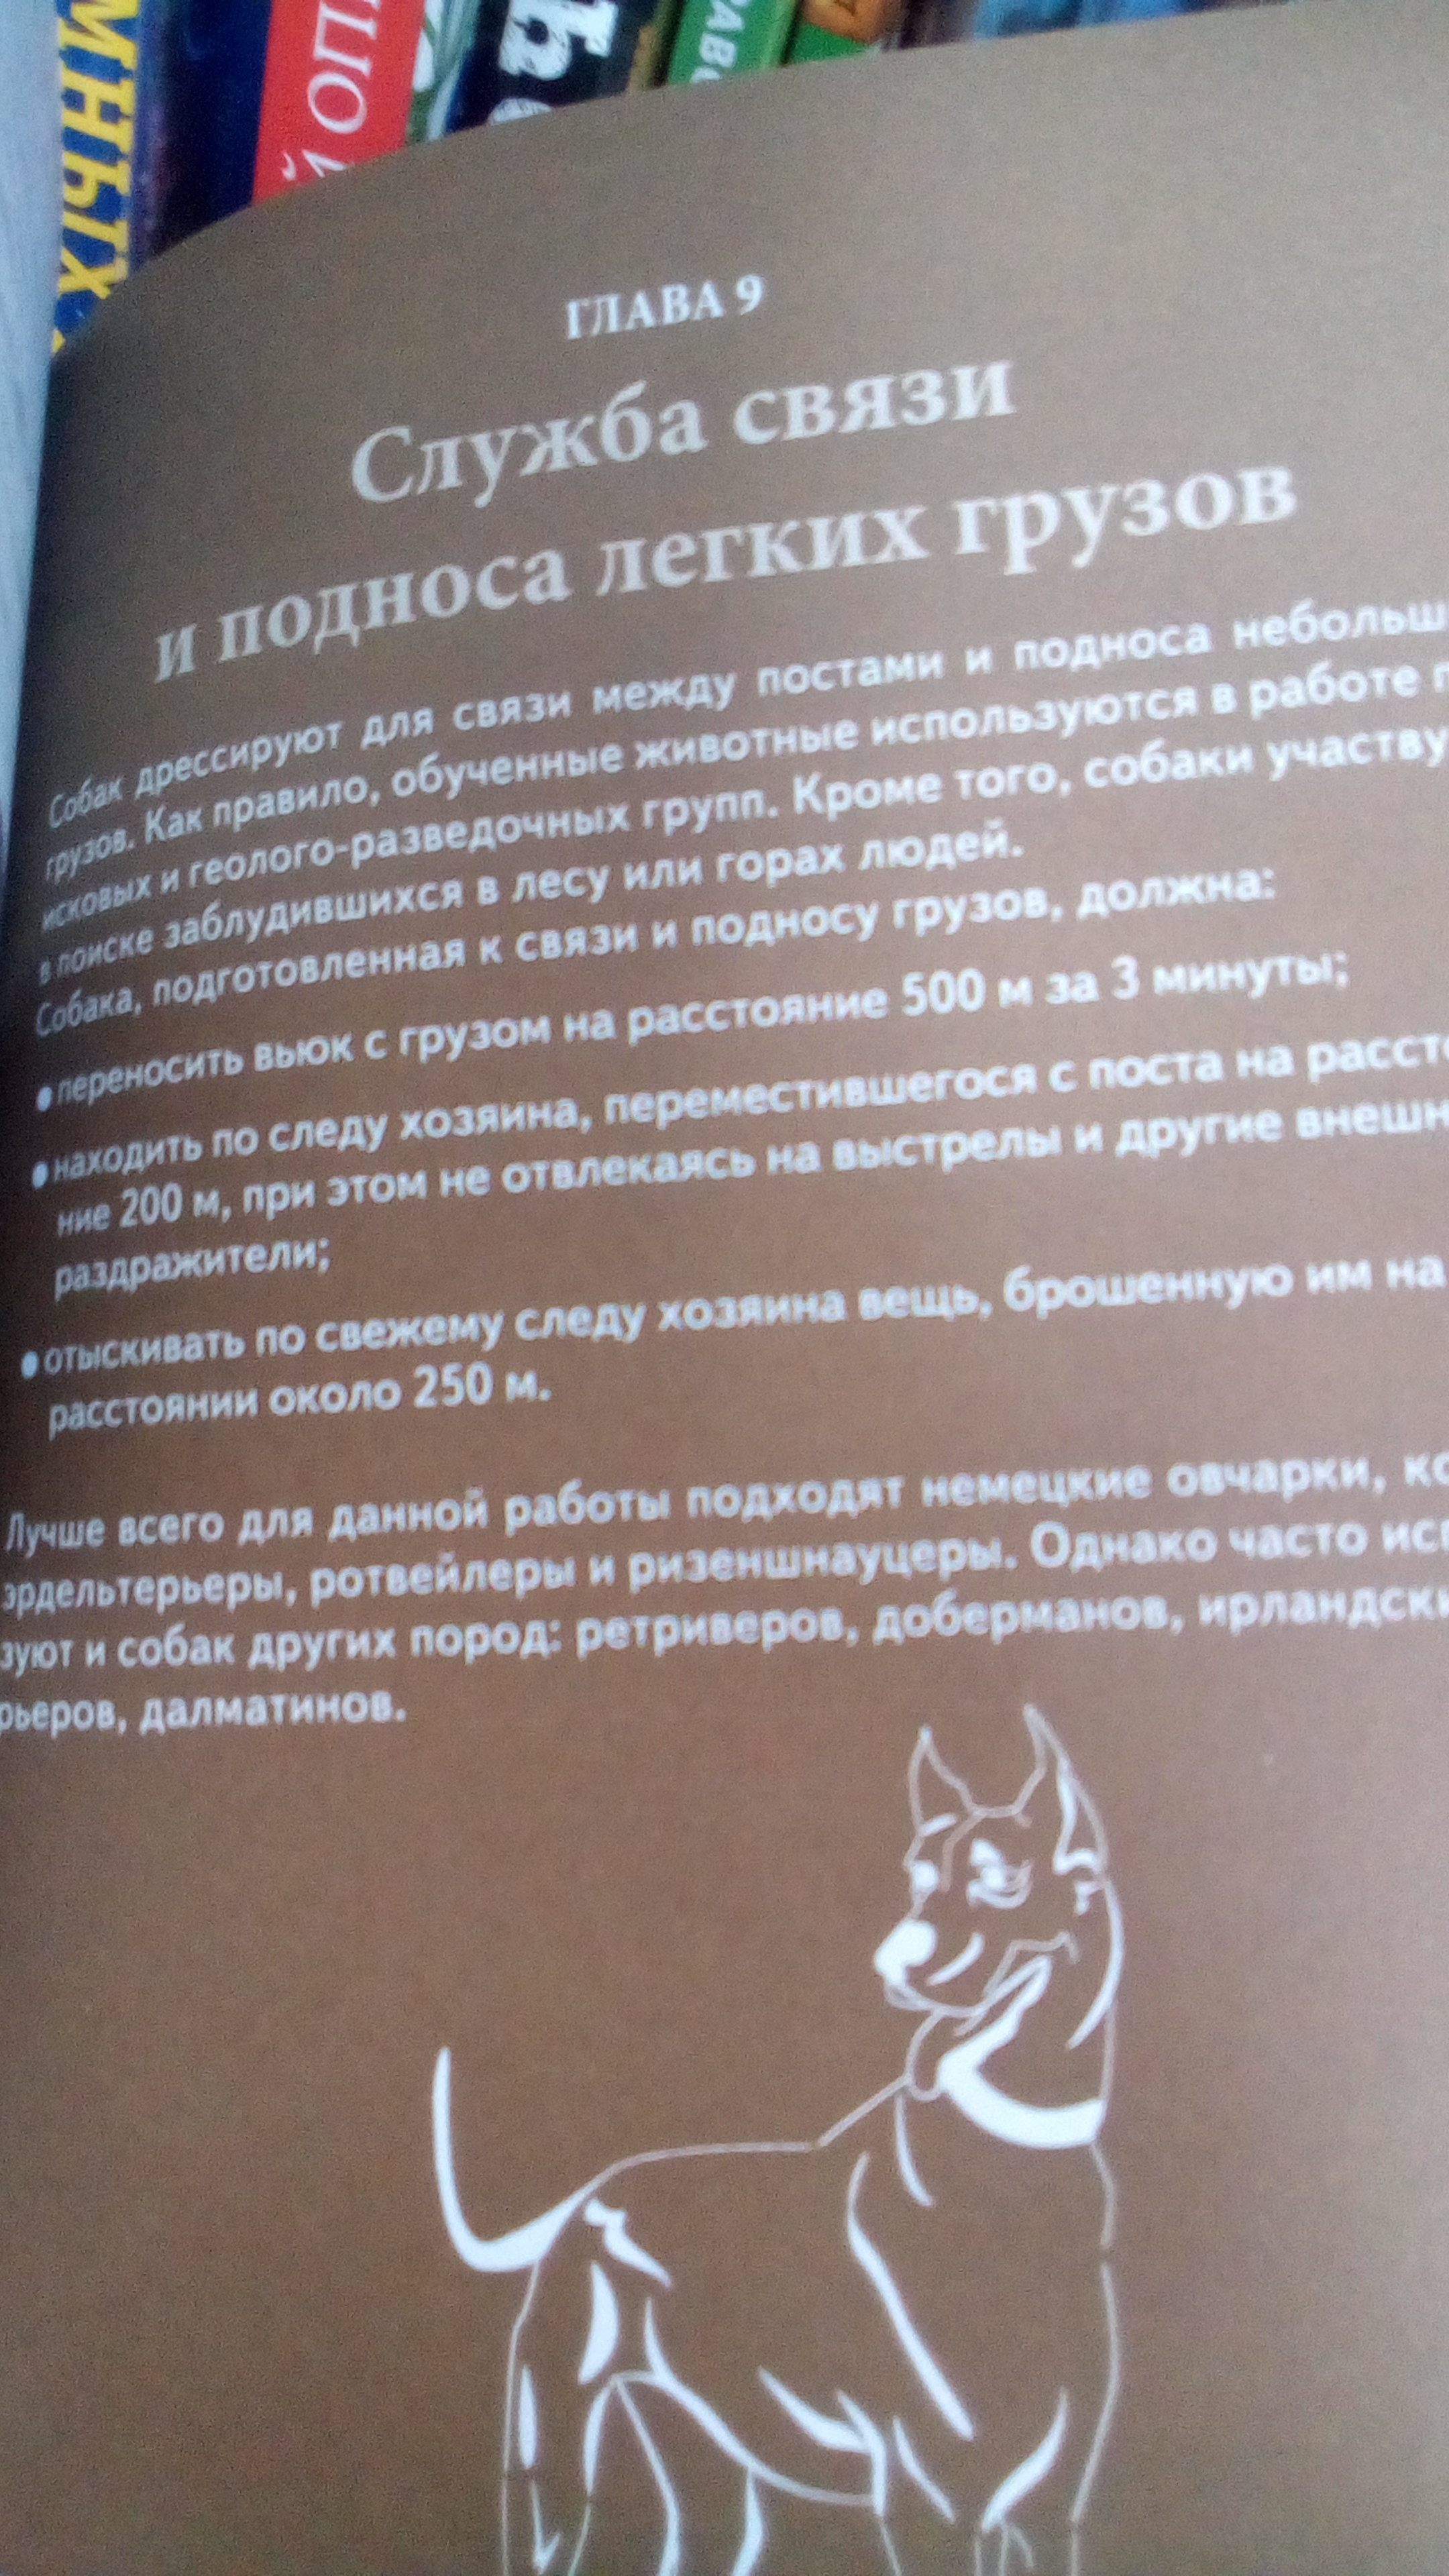 МИННЫХ
Й ОПЫ
Ь О
РАВО
ГЛАВА 9
Служба связи
и подноса легких грузов
Собак дрессируют для связи между постами и подноса небольш
грузов. Как правило, обученные животные используются в работе п
исковых и геолого-разведочных групп. Кроме того, собаки участву
в поиске заблудившихся в лесу или горах людей.
Собака, подготовленная к связи и подносу грузов, должна:
• переносить вьюк с грузом на расстояние 500 м за 3 минуты;
• находить по следу хозяина, переместившегося с поста на рассто
ние 200 м, при этом не отвлекаясь на выстрелы и другие внешн
раздражители;
• отыскивать по свежему следу хозяина вещь, брошенную им на
расстоянии около 250 м.
Лучше всего для данной работы подходят немецкие овчарки, ко
эрдельтерьеры, ротвейлеры и ризеншнауцеры. Однако часто исп
зуют и собак других пород: ретриверов, доберманов, ирландски
рьеров, далматинов.